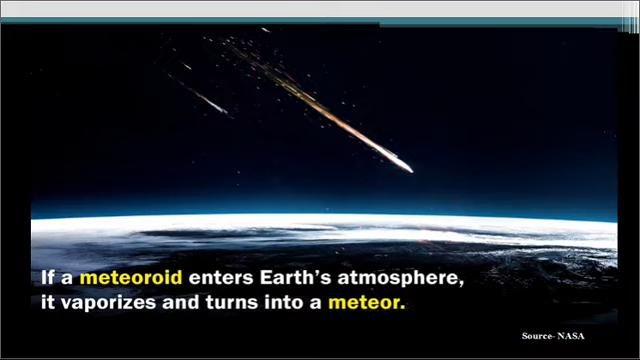 If a meteoroid enters Earth's atmosphere,
it vaporizes and turns into a meteor.
Source- NASA